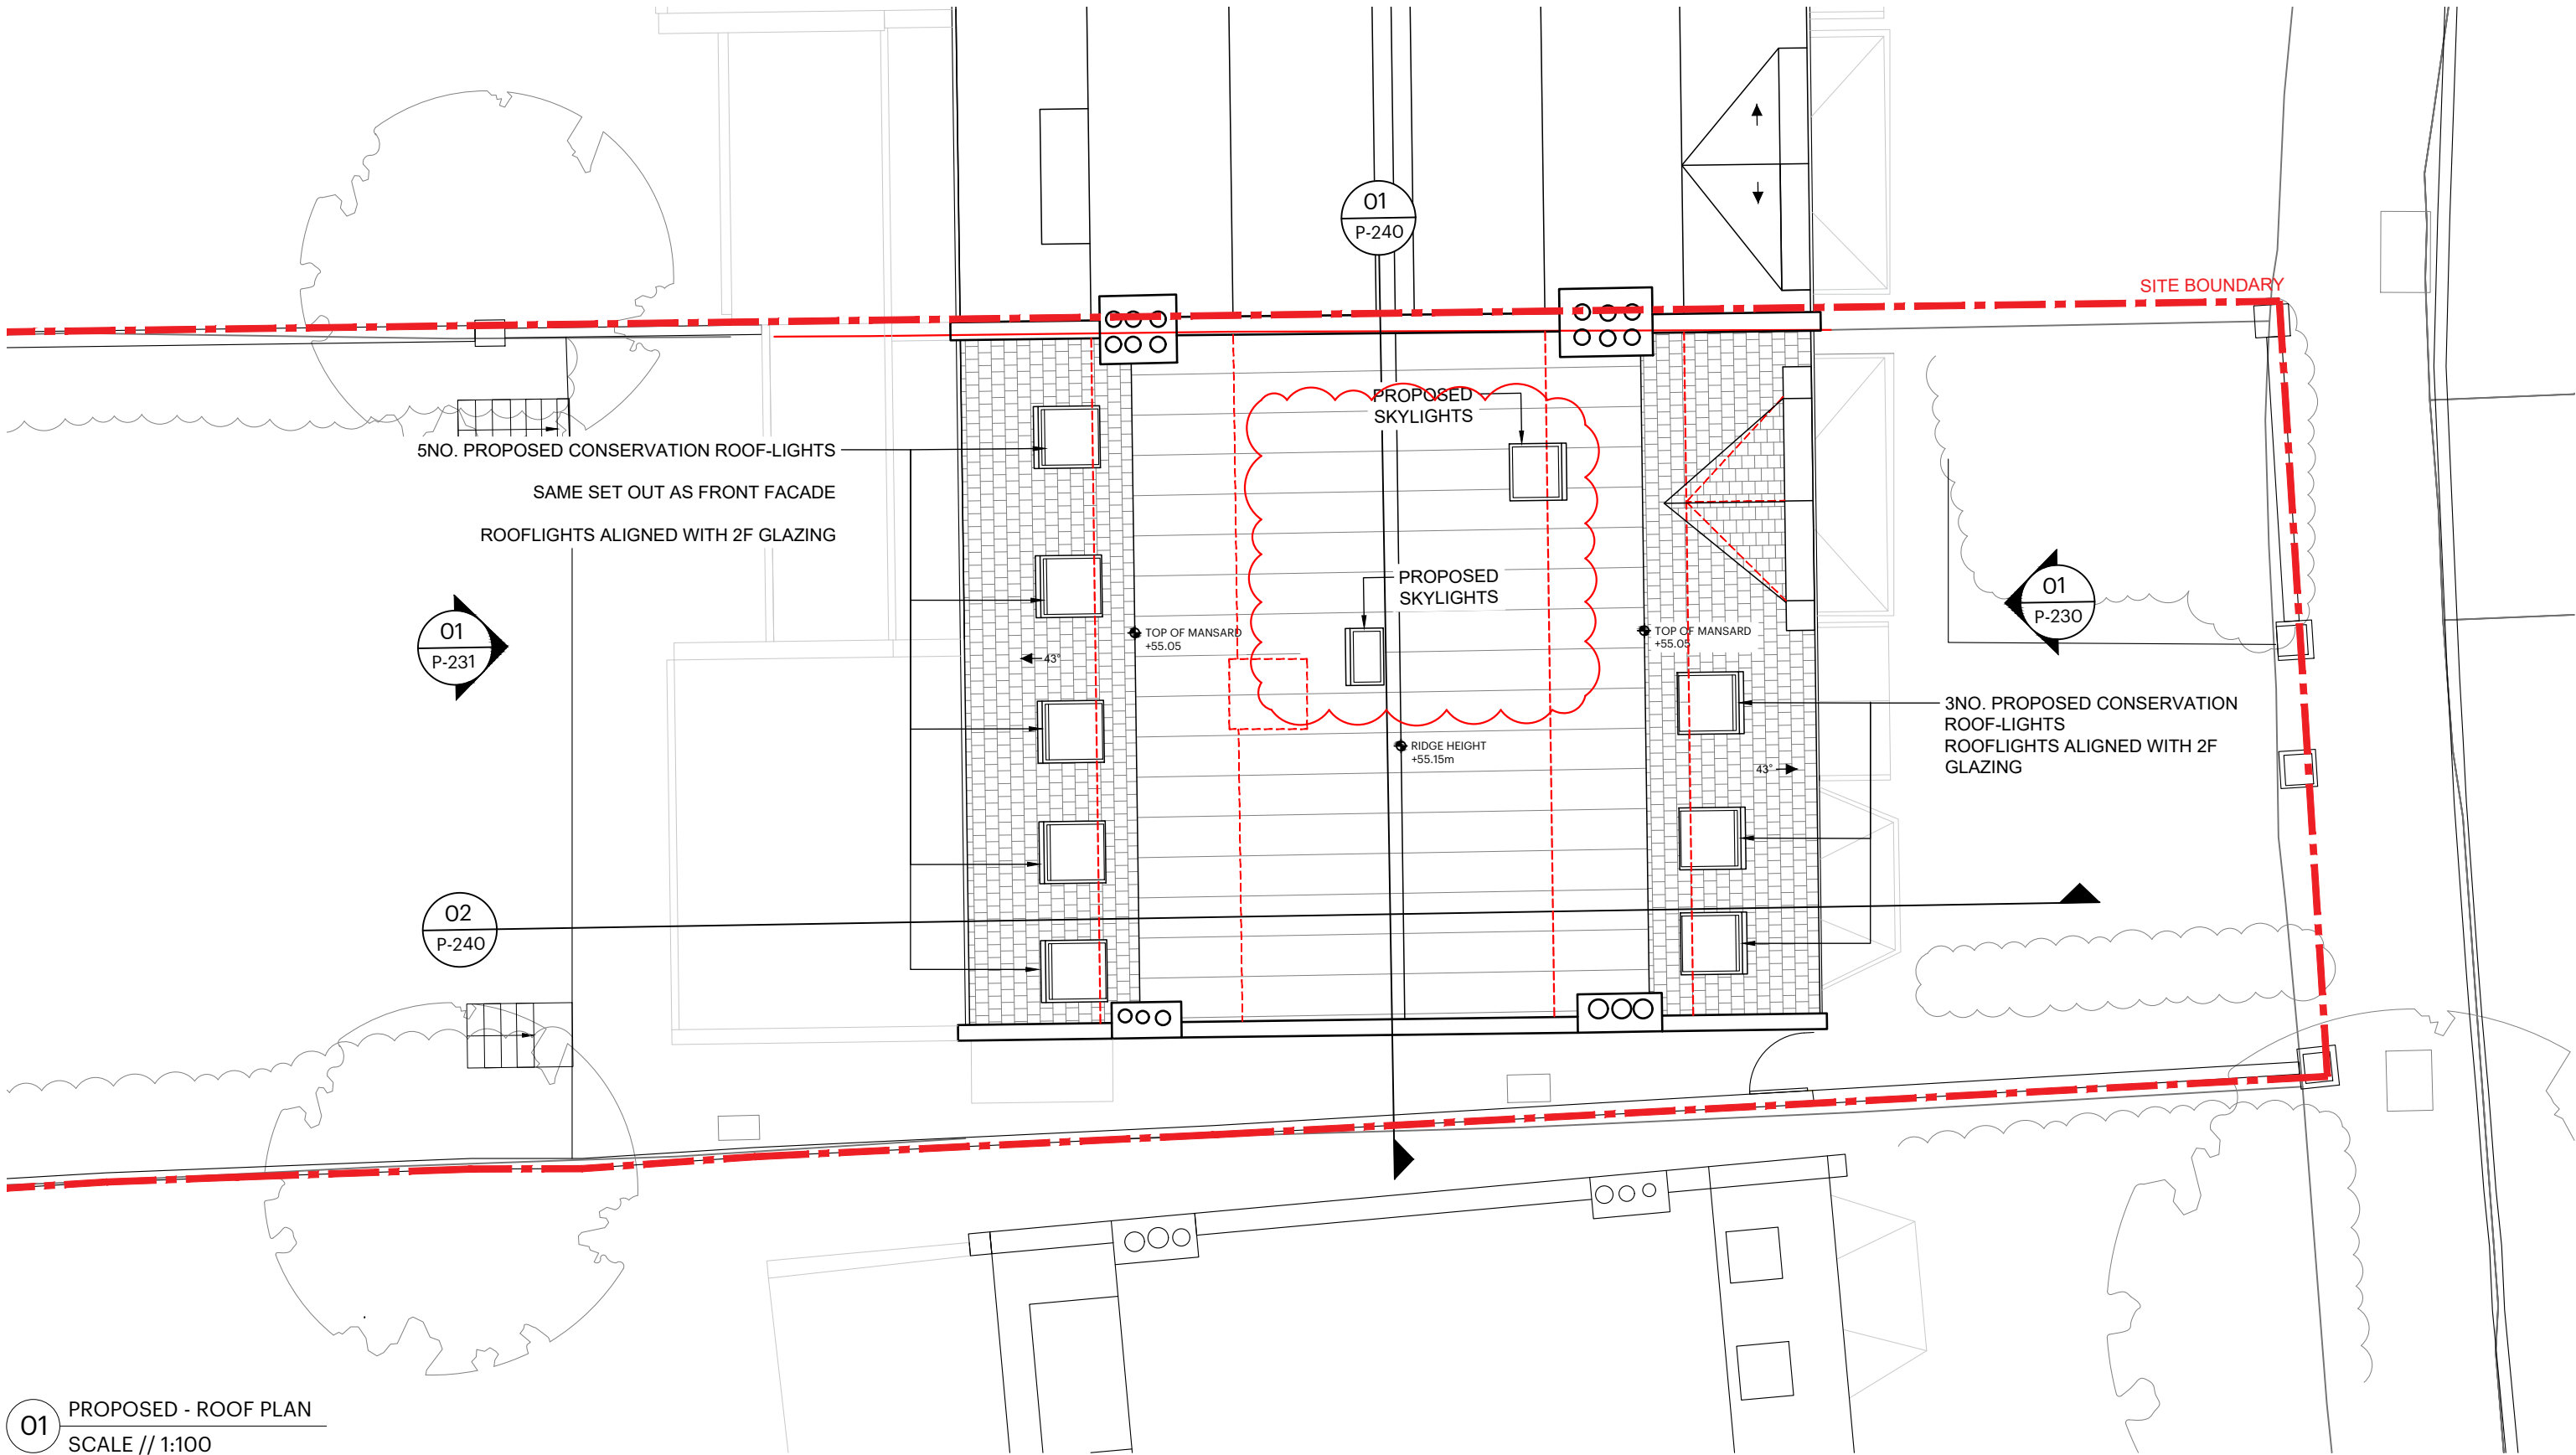 SITE BOUNDARY
01
P-240
PROPOSED
SKYLIGHTS
5NO. PROPOSED CONSERVATION ROOF-LIGHTS
SAME SET OUT AS FRONT FACADE
ROOFLIGHTS ALIGNED WITH 2F GLAZING
PROPOSED
SKYLIGHTS
01
P-231
01
P-230
TOP OF MANSARD
+55.05
TOP OF MANSARD
+55.05
43°
RIDGE HEIGHT
+55.15m
43°
3NO. PROPOSED CONSERVATION
ROOF-LIGHTS
ROOFLIGHTS ALIGNED WITH 2F
GLAZING
02
P-240
01
PROPOSED - ROOF PLAN
SCALE // 1:100